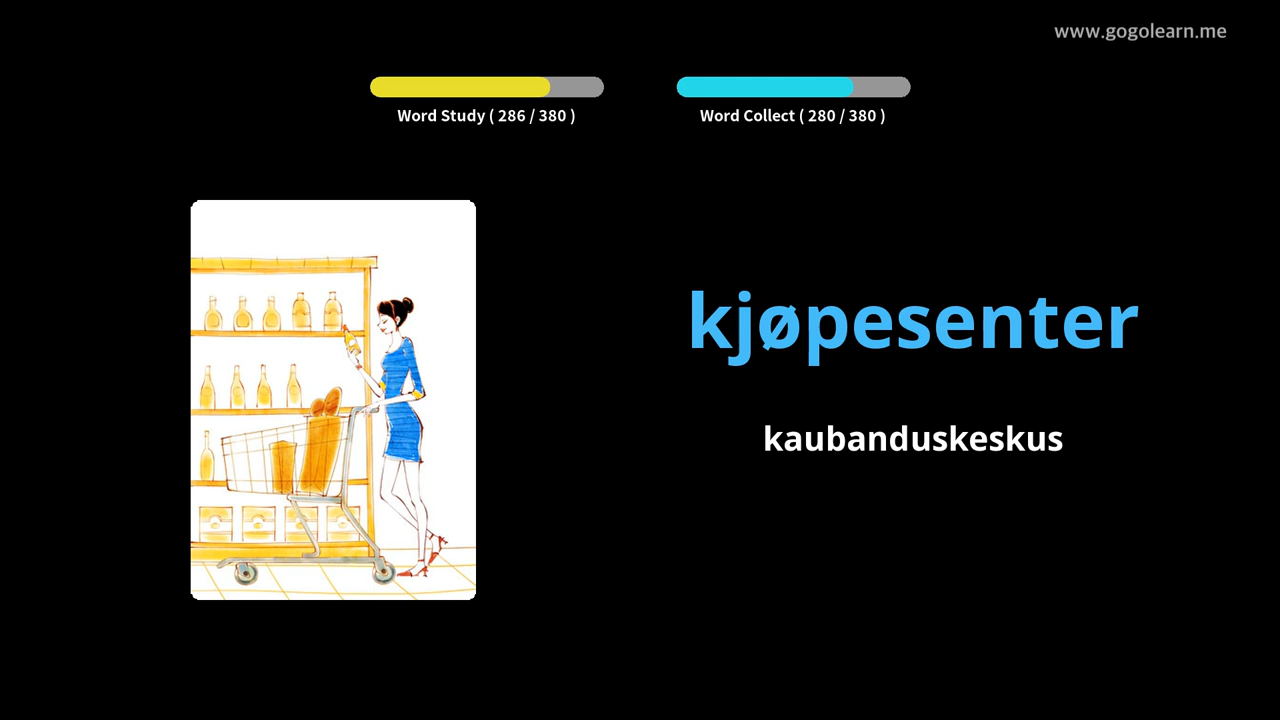 www.gogolearn.me
Word Study ( 286 / 380 )
Word Collect ( 280 / 380 )
kjøpesenter
kaubanduskeskus